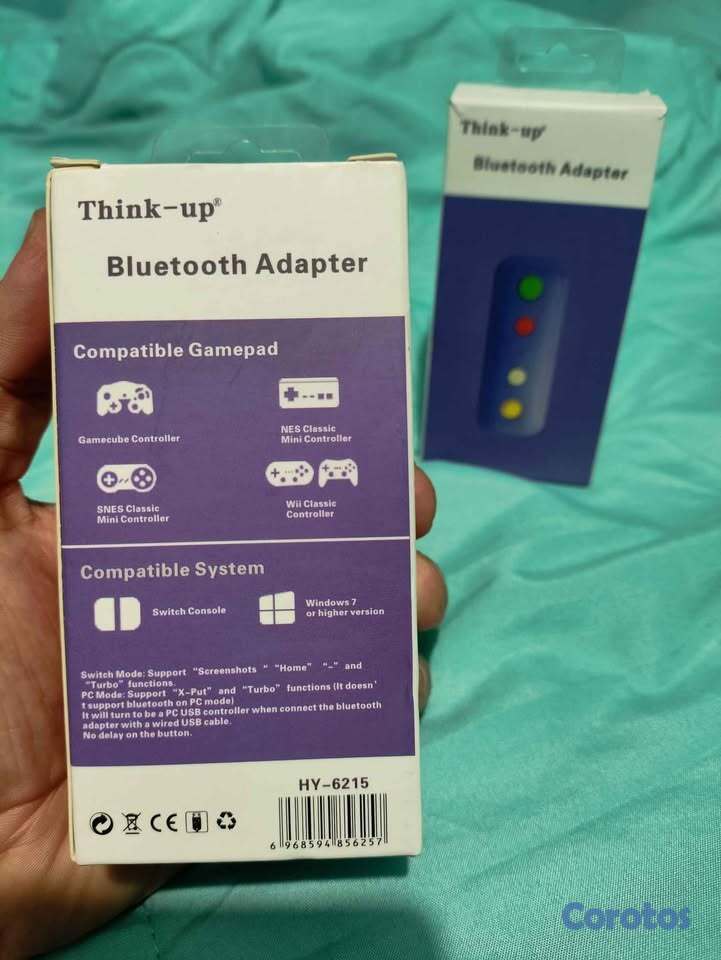 Think-up®
Bluetooth Adapter
Compatible Gamepad
Gamecube Controller
NES Classic
Mini Controller
SNES Classic
Mini Controller
Wii Classic
Controller
Compatible System
Switch Console
Windows 7
or higher version
Switch Mode: Support “Screenshots “ “Home” “-” and
“Turbo” functions.
PC Mode: Support “X-Put” and “Turbo” functions (It doesn’
t support bluetooth on PC mode)
It will turn to be a PC USB controller when connect the bluetooth
adapter with a wired USB cable.
No delay on the button.
HY-6215
CE
6 968594 856257
Think-up®
Bluetooth Adapter
Corotos